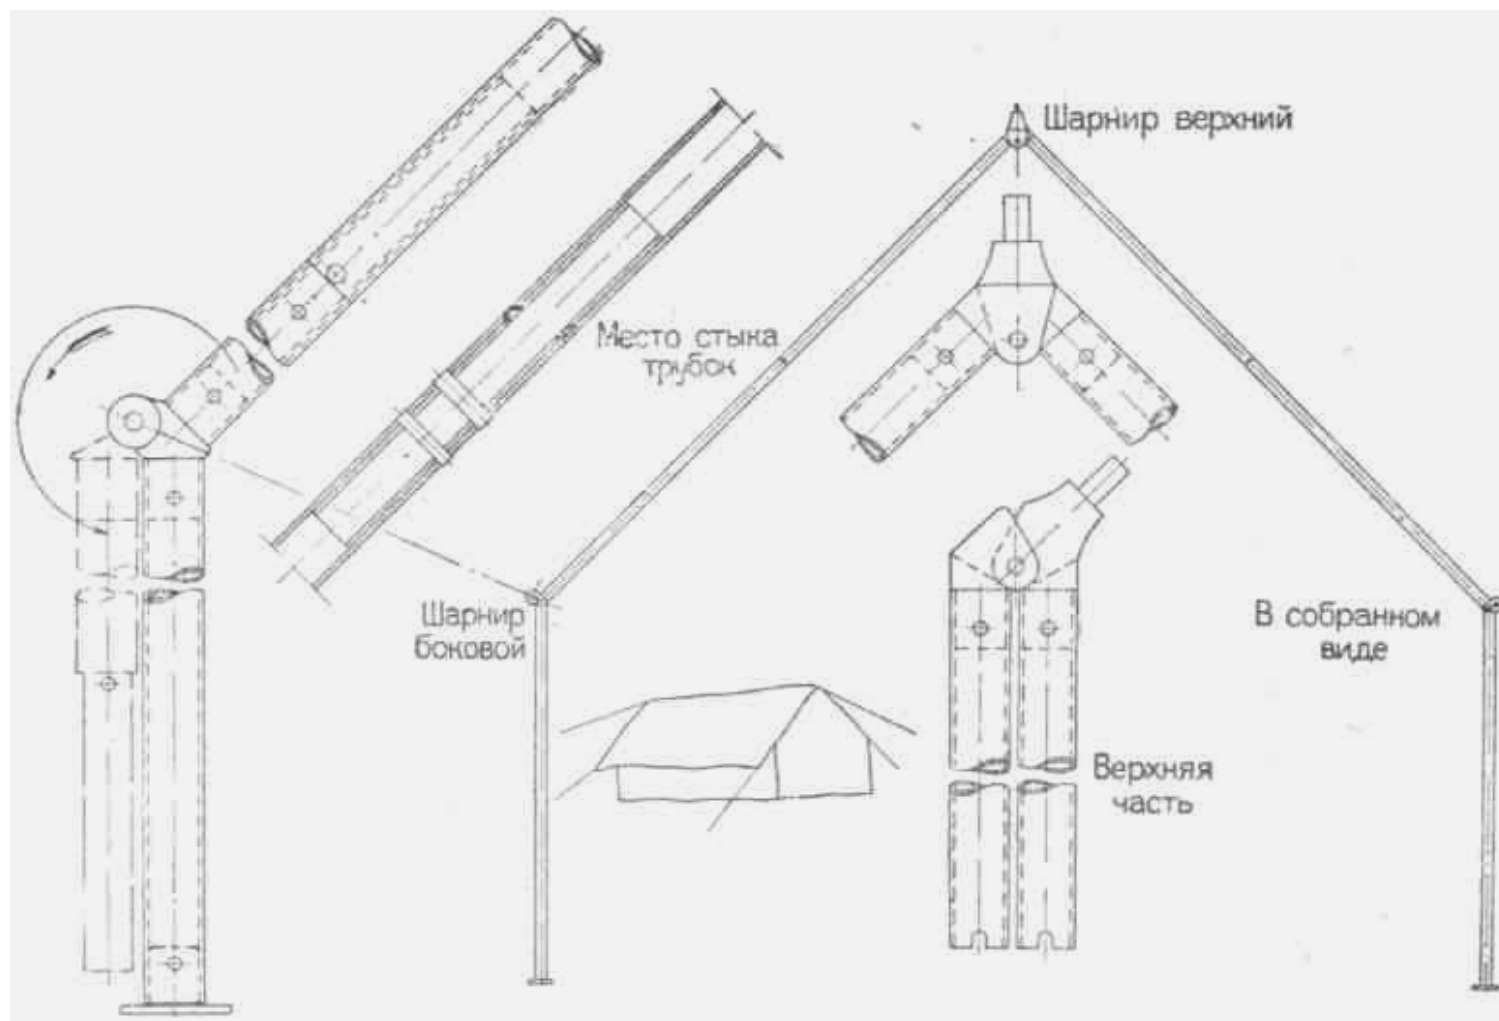 Шарнир верхний
Место стыка
трубок
Шарнир
боковой
В собранном
виде
Верхняя
часть